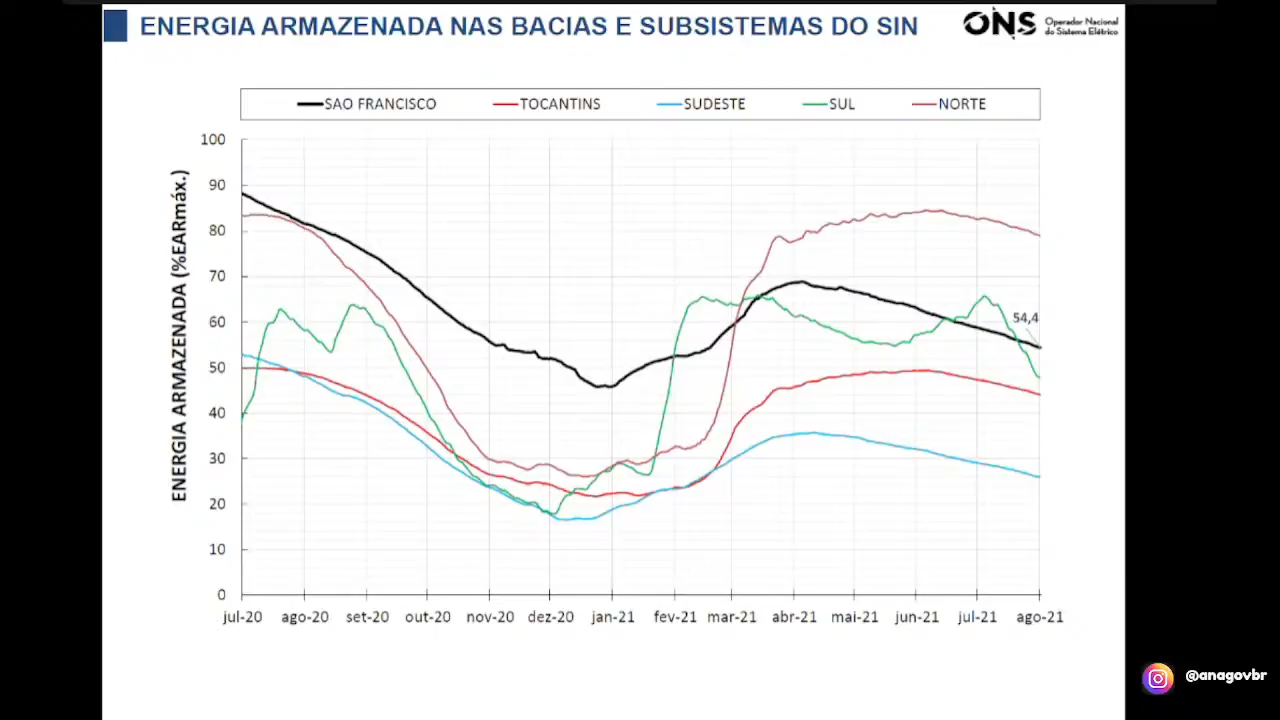 ENERGIA ARMAZENADA NAS BACIAS E SUBSISTEMAS DO SIN
ONS
Operador Nacional
do Sistema Elétrico
SAO FRANCISCO
TOCANTINS
SUDESTE
SUL
NORTE
ENERGIA ARMAZENADA (%EARmáx.)
100
90
80
70
60
50
40
30
20
10
0
54,4
jul-20
ago-20
set-20
out-20
nov-20
dez-20
jan-21
fev-21
mar-21
abr-21
mai-21
jun-21
jul-21
ago-21
@anagovbr